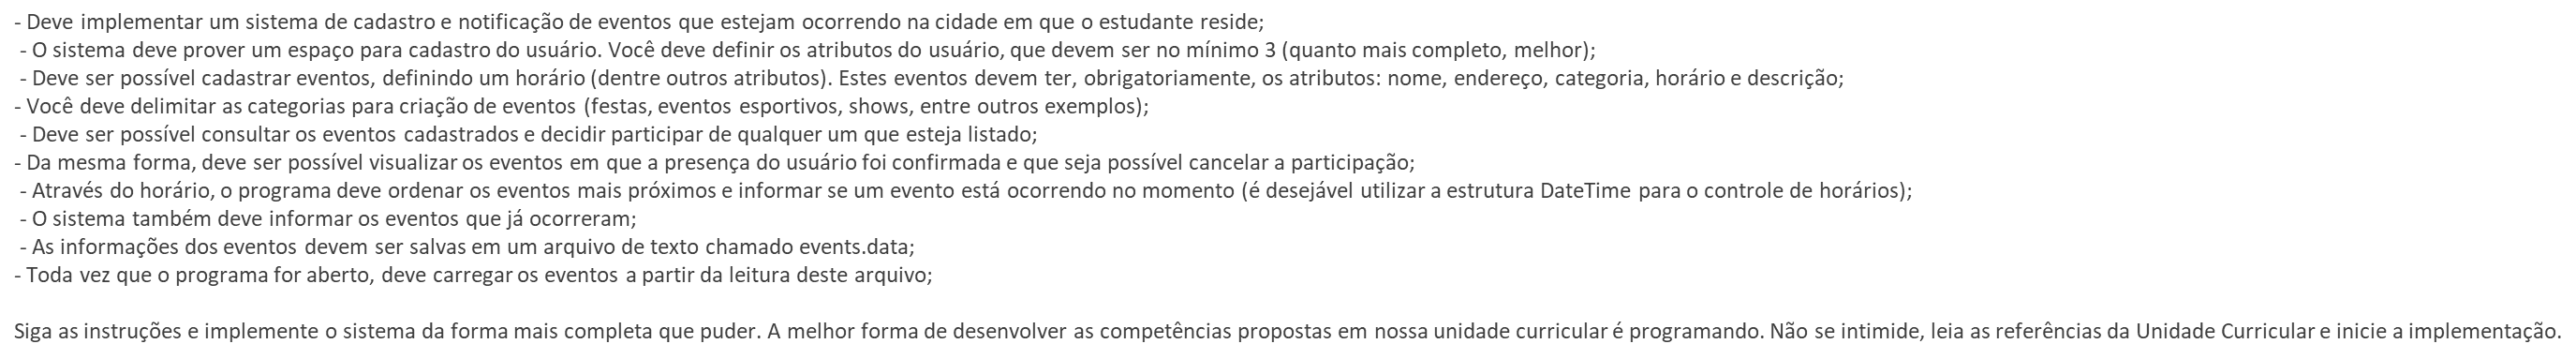 - Deve implementar um sistema de cadastro e notificação de eventos que estejam ocorrendo na cidade em que o estudante reside;
- O sistema deve prover um espaço para cadastro do usuário. Você deve definir os atributos do usuário, que devem ser no mínimo 3 (quanto mais completo, melhor);
- Deve ser possível cadastrar eventos, definindo um horário (dentre outros atributos). Estes eventos devem ter, obrigatoriamente, os atributos: nome, endereço, categoria, horário e descrição;
- Você deve delimitar as categorias para criação de eventos (festas, eventos esportivos, shows, entre outros exemplos);
- Deve ser possível consultar os eventos cadastrados e decidir participar de qualquer um que esteja listado;
- Da mesma forma, deve ser possível visualizar os eventos em que a presença do usuário foi confirmada e que seja possível cancelar a participação;
- Através do horário, o programa deve ordenar os eventos mais próximos e informar se um evento está ocorrendo no momento (é desejável utilizar a estrutura DateTime para o controle de horários);
- O sistema também deve informar os eventos que já ocorreram;
- As informações dos eventos devem ser salvas em um arquivo de texto chamado events.data;
- Toda vez que o programa for aberto, deve carregar os eventos a partir da leitura deste arquivo;
Siga as instruções e implemente o sistema da forma mais completa que puder. A melhor forma de desenvolver as competências propostas em nossa unidade curricular é programando. Não se intimide, leia as referências da Unidade Curricular e inicie a implementação.